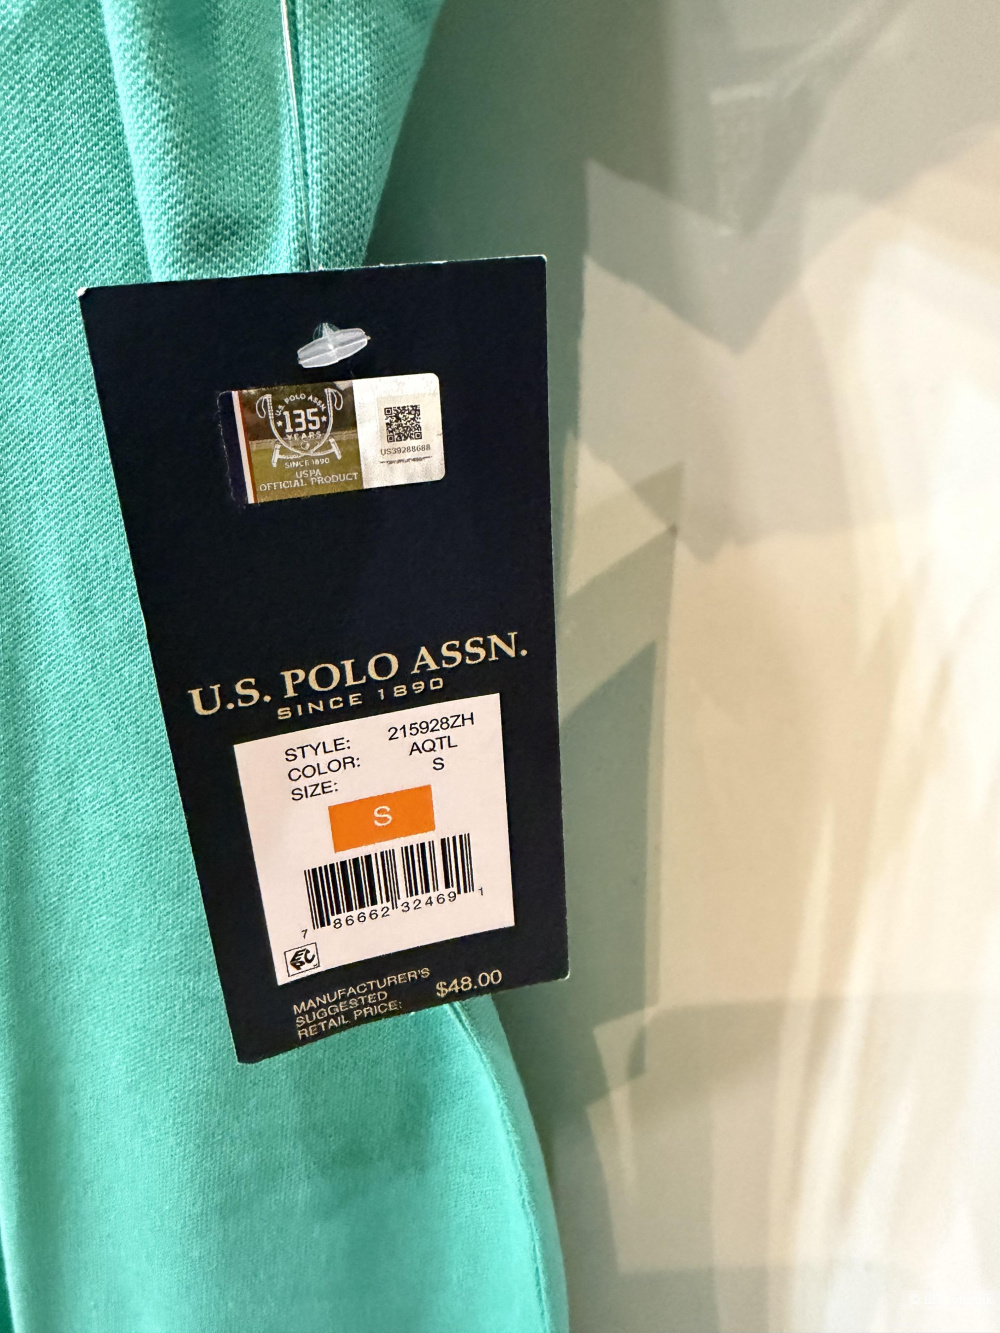 U.S. POLO ASSN.
135
YEARS
SINCE 1890
USPA
OFFICIAL PRODUCT
US39288688
U.S. POLO ASSN.
SINCE 1890
STYLE: 215928ZH
COLOR: AQTL
SIZE: S
S
7 86662 32469 1
MANUFACTURER'S
SUGGESTED
RETAIL PRICE: $48.00